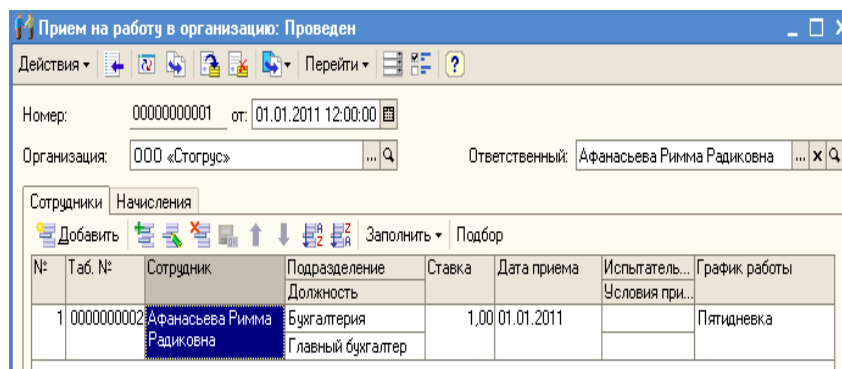 Прием на работу в организацию: Проведен
Действия Перейти ?
Номер: 00000000001 от: 01.01.2011 12:00:00
Организация: ООО «Стогрус» ... Ответственный: Афанасьева Римма Радиковна ... x
Сотрудники Начисления
Добавить Заполнить Подбор
№ Таб. № Сотрудник Подразделение Ставка Дата приема Испытатель... График работы
Должность Условия при...
1 0000000002 Афанасьева Римма Бухгалтерия 1,00 01.01.2011 Пятидневка
Радиковна Главный бухгалтер